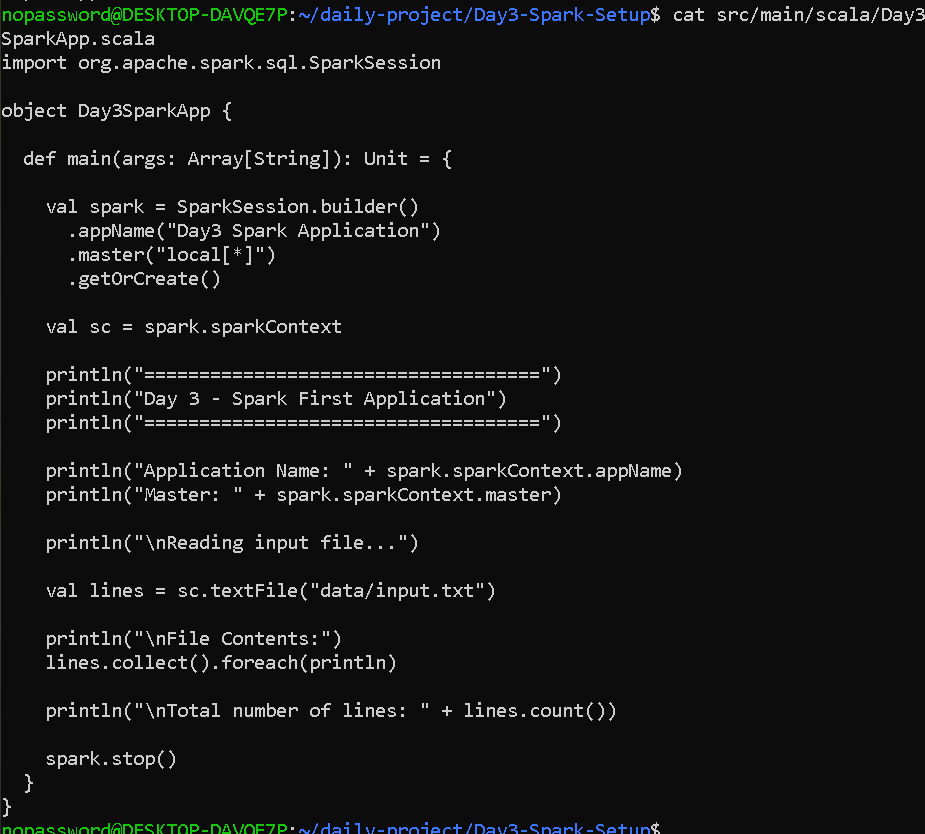 nopassword@DESKTOP-DAVQE7P:~/daily-project/Day3-Spark-Setup$ cat src/main/scala/Day3
SparkApp.scala
import org.apache.spark.sql.SparkSession
object Day3SparkApp {
  def main(args: Array[String]): Unit = {
    val spark = SparkSession.builder()
      .appName("Day3 Spark Application")
      .master("local[*]")
      .getOrCreate()
    val sc = spark.sparkContext
    println("====================================")
    println("Day 3 - Spark First Application")
    println("====================================")
    println("Application Name: " + spark.sparkContext.appName)
    println("Master: " + spark.sparkContext.master)
    println("\nReading input file...")
    val lines = sc.textFile("data/input.txt")
    println("\nFile Contents:")
    lines.collect().foreach(println)
    println("\nTotal number of lines: " + lines.count())
    spark.stop()
  }
}
nopassword@DESKTOP-DAVQE7P:~/daily-project/Day3-Spark-Setup$